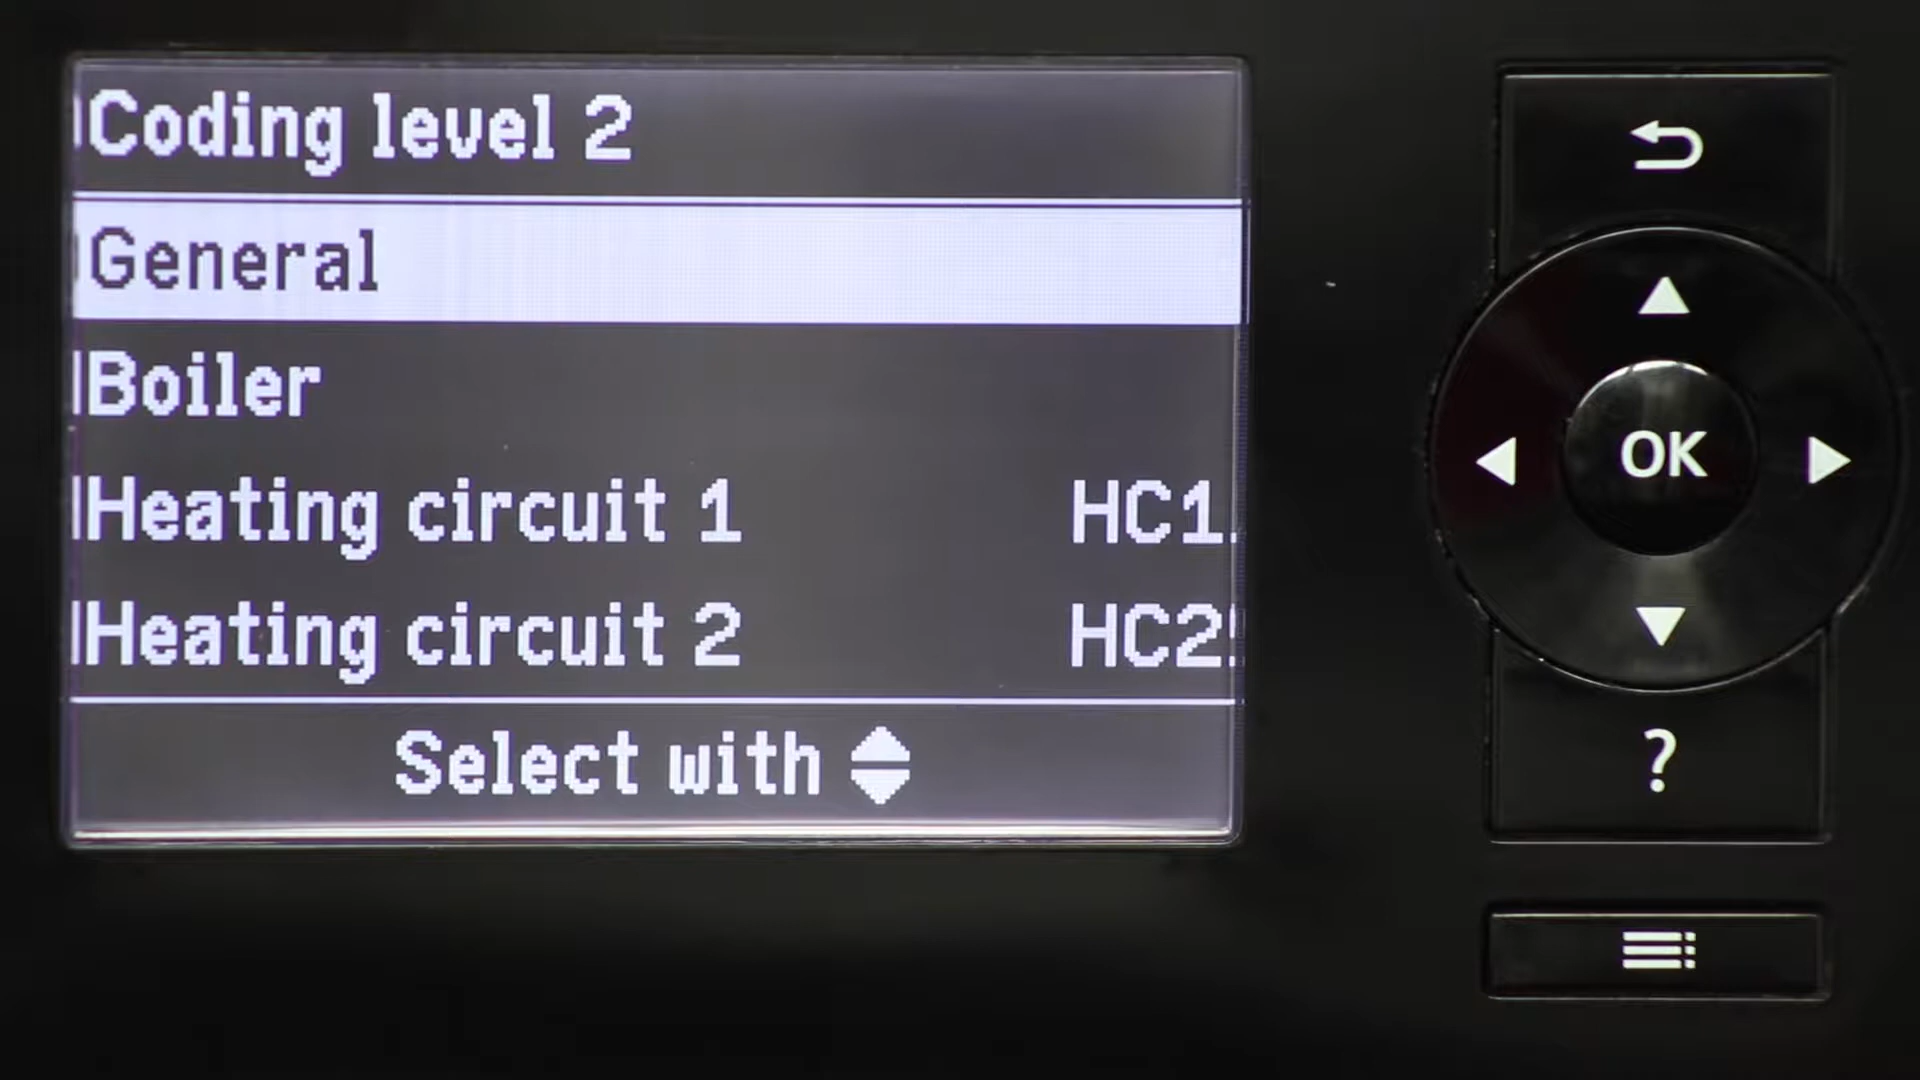 Coding level 2
General
Boiler
Heating circuit 1 HC1
Heating circuit 2 HC2
Select with
OK
?